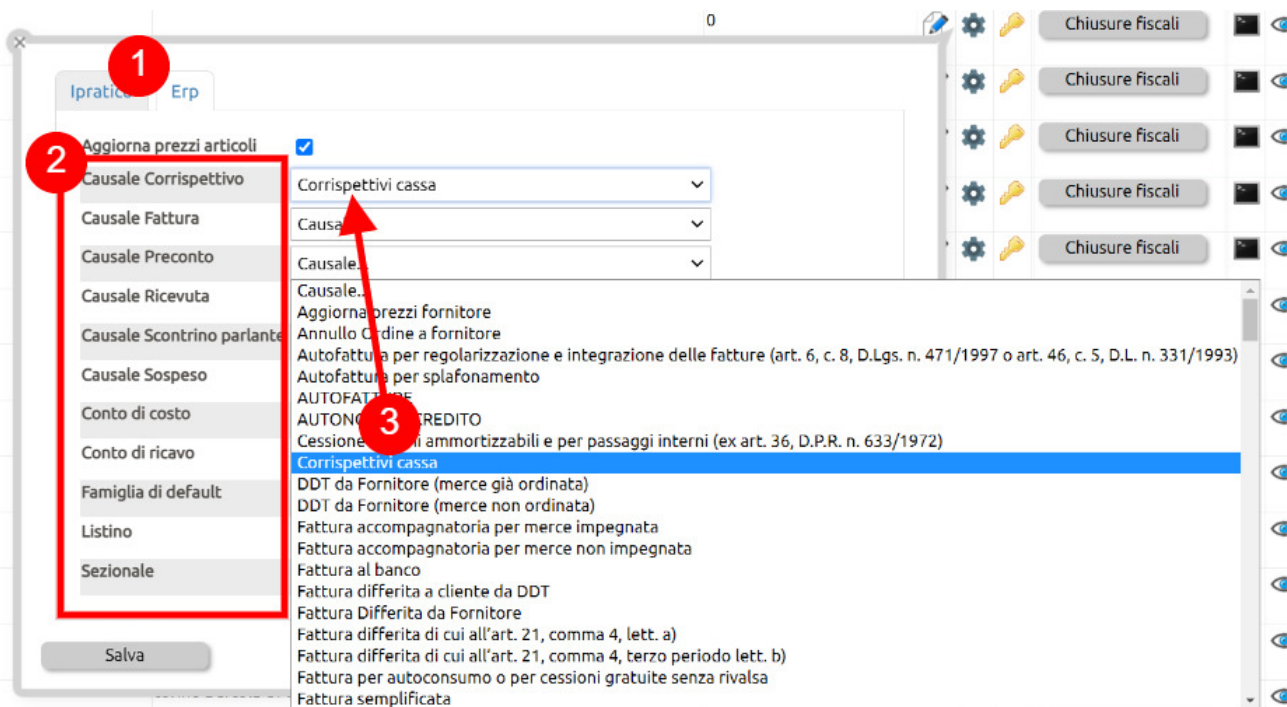 0
Chiusure fiscali
1
Ipratico Erp
Chiusure fiscali
Aggiorna prezzi articoli
Chiusure fiscali
2
Causale Corrispettivo
Corrispettivi cassa
Chiusure fiscali
Causale Fattura
Causale Preconto
Causale...
Chiusure fiscali
Causale Ricevuta
Causale Scontrino parlante
Causale Sospeso
Conto di costo
Conto di ricavo
Famiglia di default
Listino
Sezionale
Causale...
Aggiorna prezzi fornitore
Annullo Ordine a fornitore
Autofattura per regolarizzazione e integrazione delle fatture (art. 6, c. 8, D.Lgs. n. 471/1997 o art. 46, c. 5, D.L. n. 331/1993)
Autofattura per splafonamento
AUTOFATTURE
3
Cessione ammortizzabili e per passaggi interni (ex art. 36, D.P.R. n. 633/1972)
Corrispettivi cassa
DDT da Fornitore (merce già ordinata)
DDT da Fornitore (merce non ordinata)
Fattura accompagnatoria per merce impegnata
Fattura accompagnatoria per merce non impegnata
Fattura al banco
Fattura differita a cliente da DDT
Fattura Differita da Fornitore
Fattura differita di cui all'art. 21, comma 4, lett. a)
Fattura differita di cui all'art. 21, comma 4, terzo periodo lett. b)
Fattura per autoconsumo o per cessioni gratuite senza rivalsa
Fattura semplificata
Salva